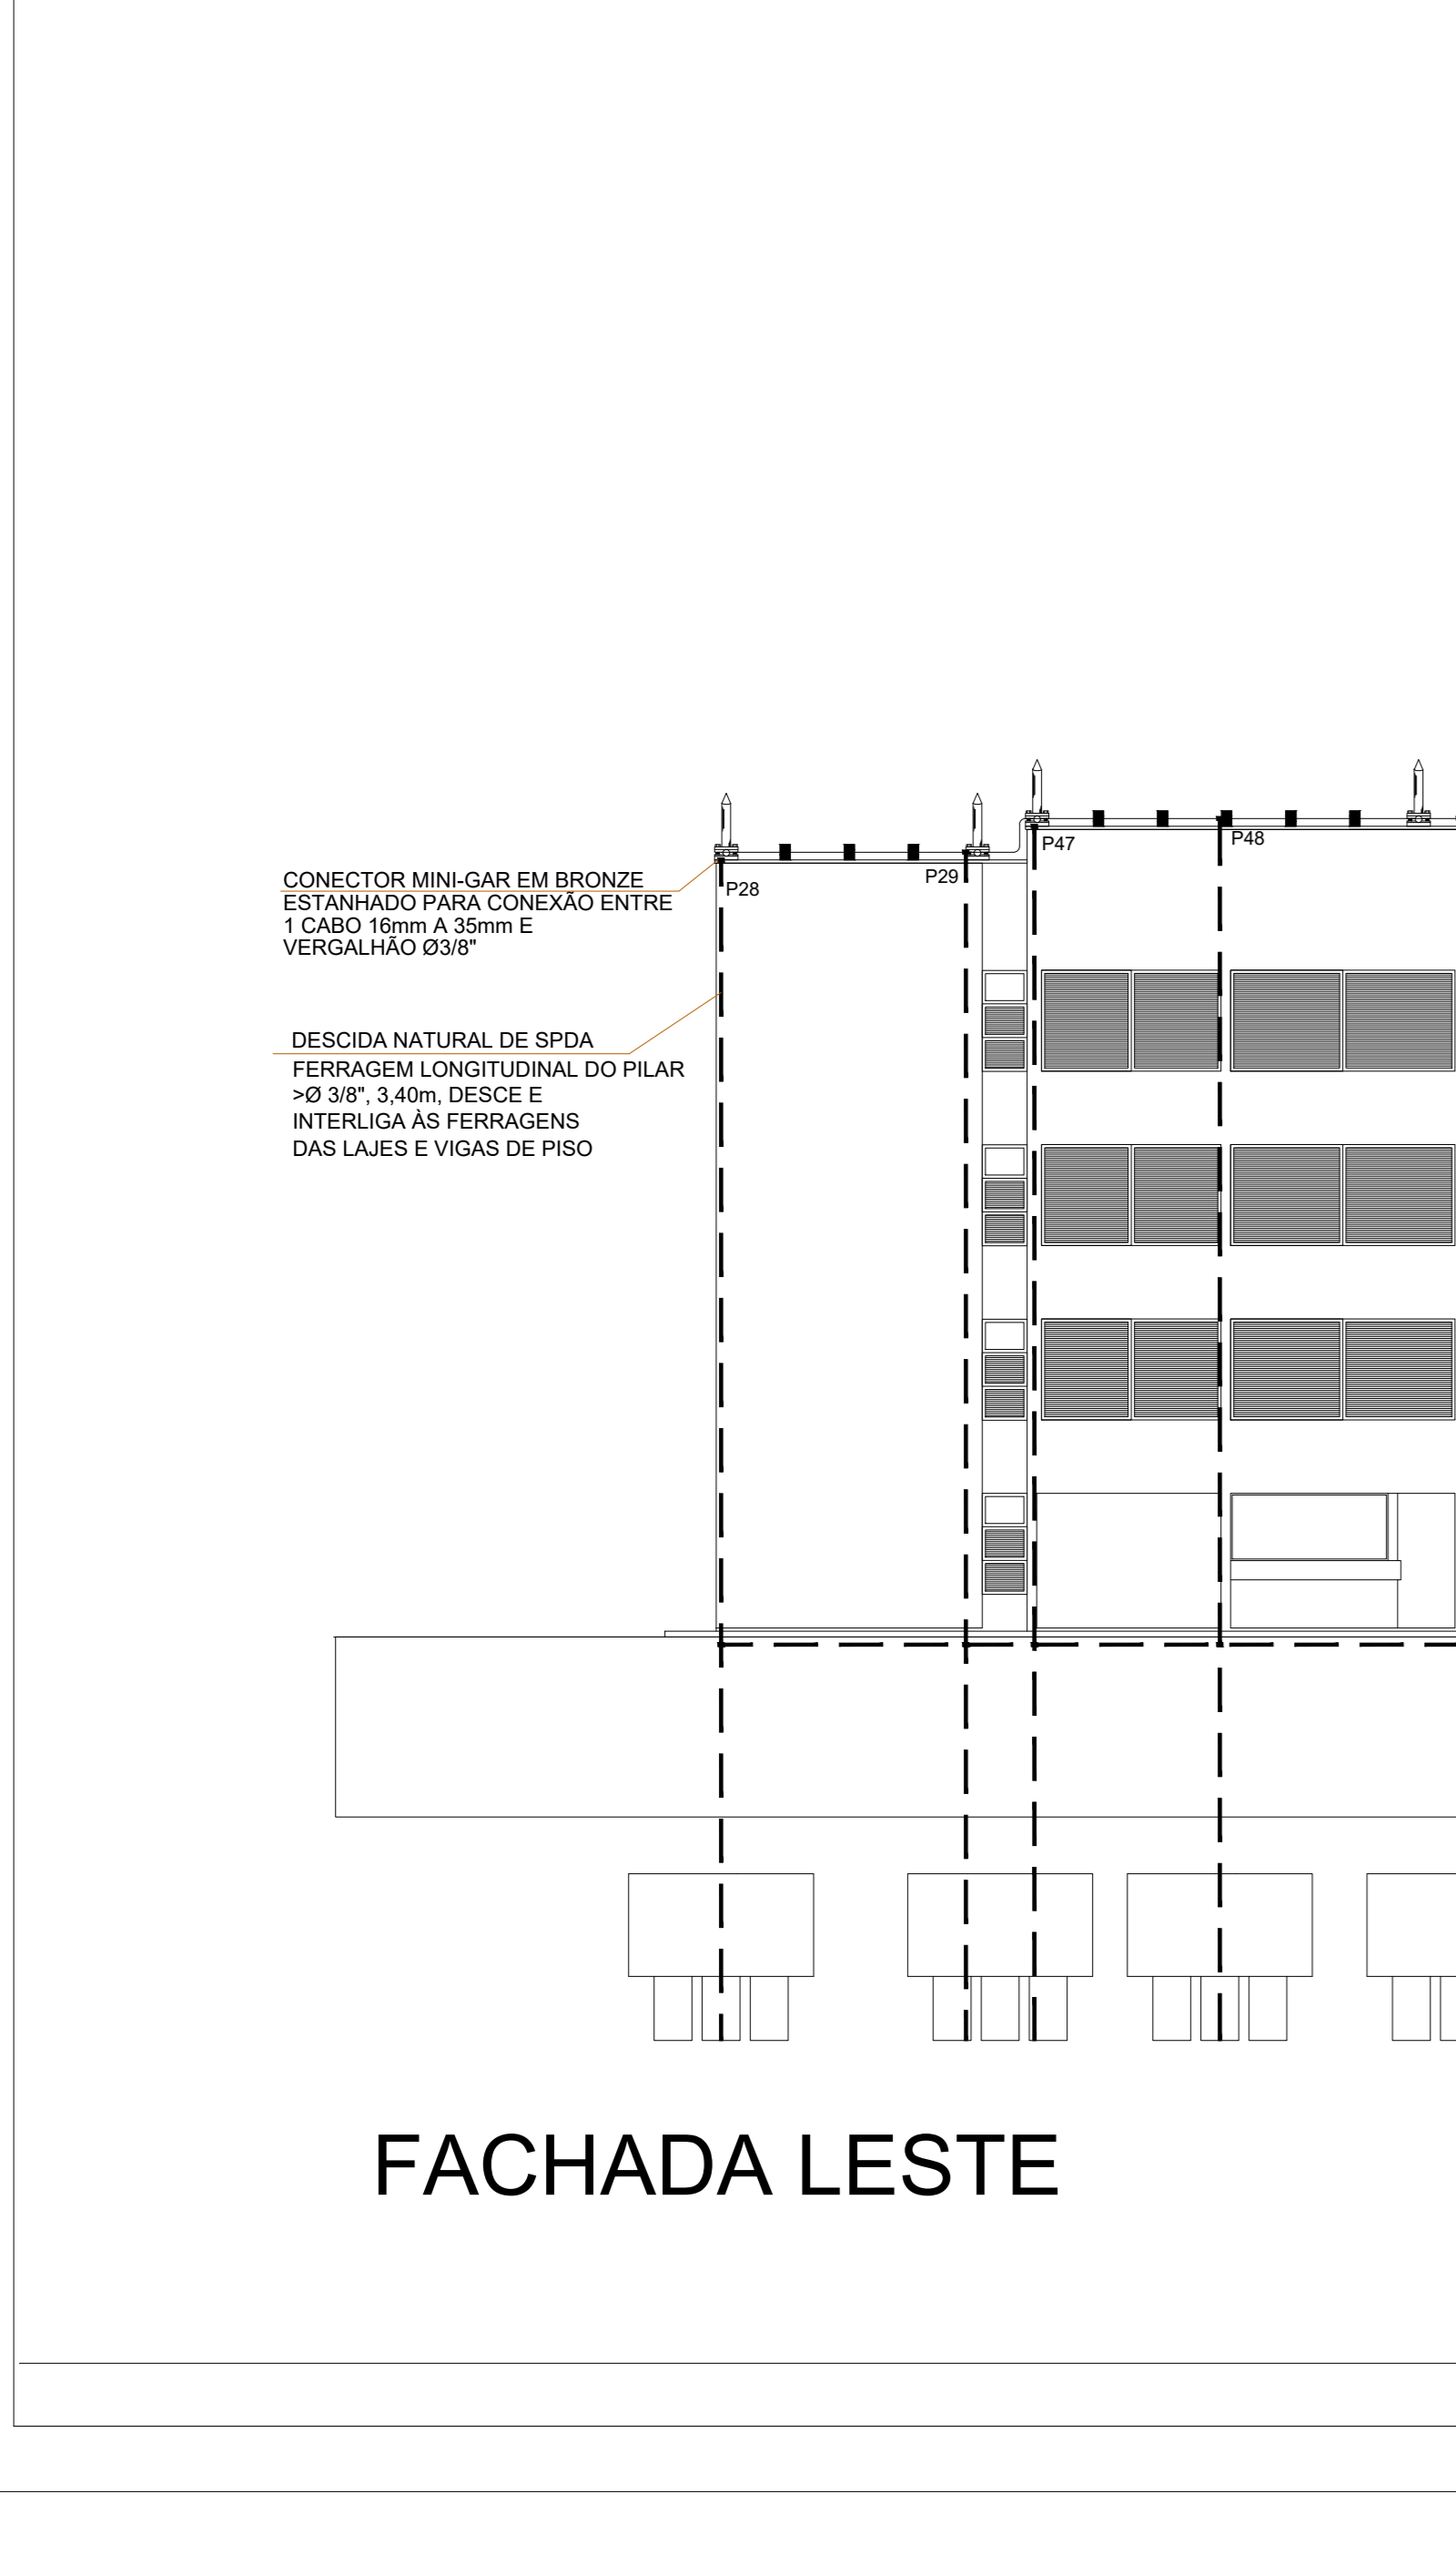 P47
P48
P29
P28
CONECTOR MINI-GAR EM BRONZE
ESTANHADO PARA CONEXÃO ENTRE
1 CABO 16mm A 35mm E
VERGALHÃO Ø3/8"
DESCIDA NATURAL DE SPDA
FERRAGEM LONGITUDINAL DO PILAR
>Ø 3/8", 3,40m, DESCE E
INTERLIGA ÀS FERRAGENS
DAS LAJES E VIGAS DE PISO
FACHADA LESTE